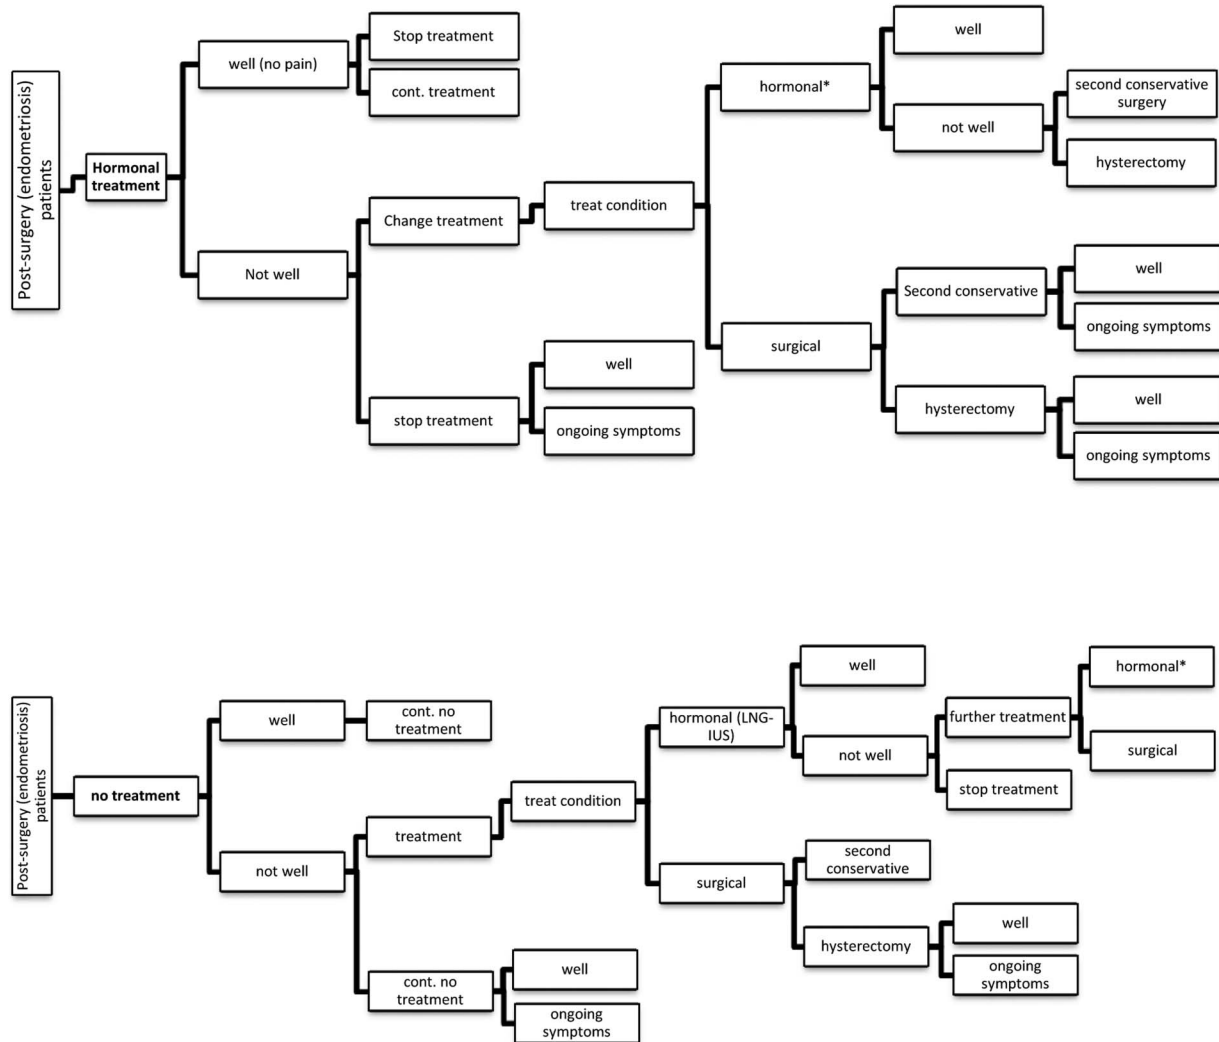 Post-surgery (endometriosis)
patients
Hormonal
treatment
well (no pain)
Stop treatment
cont. treatment
Not well
Change treatment
treat condition
hormonal*
well
not well
second conservative
surgery
hysterectomy
surgical
Second conservative
well
ongoing symptoms
hysterectomy
well
ongoing symptoms
stop treatment
well
ongoing symptoms
Post-surgery (endometriosis)
patients
no treatment
well
cont. no
treatment
not well
treatment
treat condition
hormonal (LNG-
IUS)
well
not well
further treatment
hormonal*
surgical
stop treatment
surgical
second
conservative
hysterectomy
well
ongoing
symptoms
cont. no
treatment
well
ongoing
symptoms